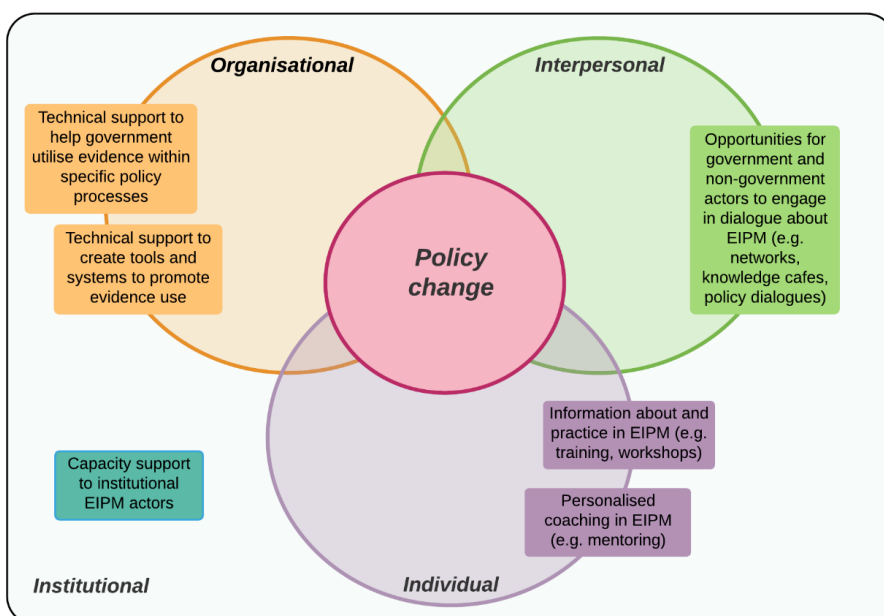 Organisational
Interpersonal
Technical support to
help government
utilise evidence within
specific policy
processes
Technical support to
create tools and
systems to promote
evidence use
Opportunities for
government and
non-government
actors to engage
in dialogue about
EIPM (e.g.
networks,
knowledge cafes,
policy dialogues)
Policy
change
Information about and
practice in EIPM (e.g.
training, workshops)
Capacity support
to institutional
EIPM actors
Personalised
coaching in EIPM
(e.g. mentoring)
Institutional
Individual